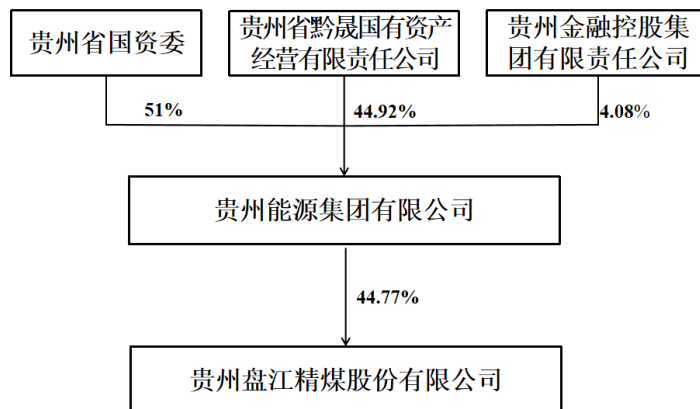 贵州省国资委
贵州省黔晟国有资产
经营有限责任公司
贵州金融控股集
团有限责任公司
51%
44.92%
4.08%
贵州能源集团有限公司
44.77%
贵州盘江精煤股份有限公司